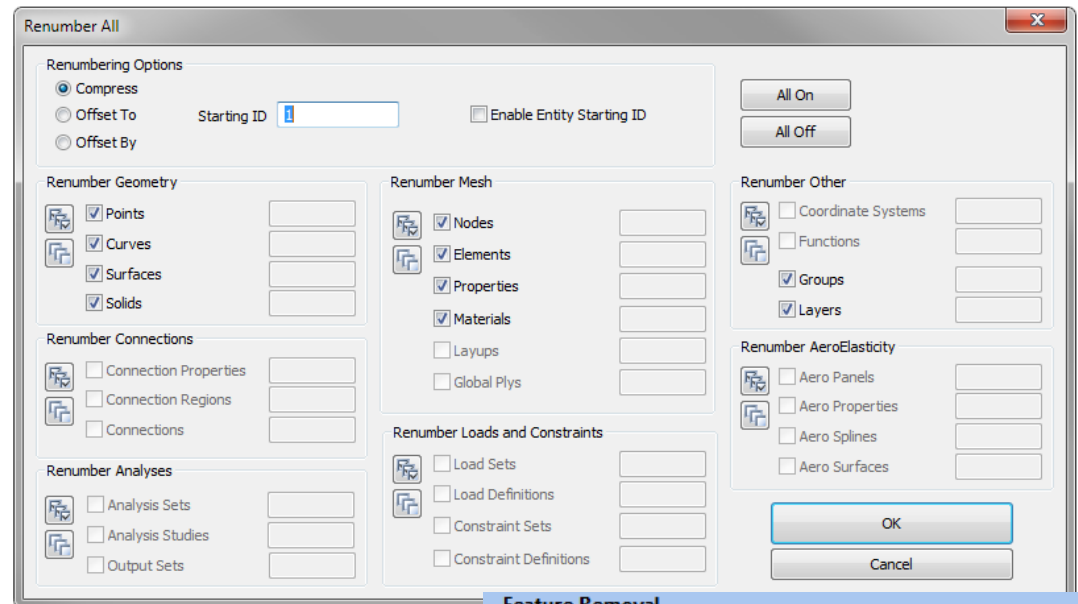 Renumber All
Renumbering Options
Compress
Offset To
Starting ID
1
Enable Entity Starting ID
Offset By
All On
All Off
Renumber Geometry
Points
Curves
Surfaces
Solids
Renumber Mesh
Nodes
Elements
Properties
Materials
Layups
Global Plys
Renumber Other
Coordinate Systems
Functions
Groups
Layers
Renumber Connections
Connection Properties
Connection Regions
Connections
Renumber AeroElasticity
Aero Panels
Aero Properties
Aero Splines
Aero Surfaces
Renumber Loads and Constraints
Load Sets
Load Definitions
Constraint Sets
Constraint Definitions
Renumber Analyses
Analysis Sets
Analysis Studies
Output Sets
OK
Cancel
Feature Removal